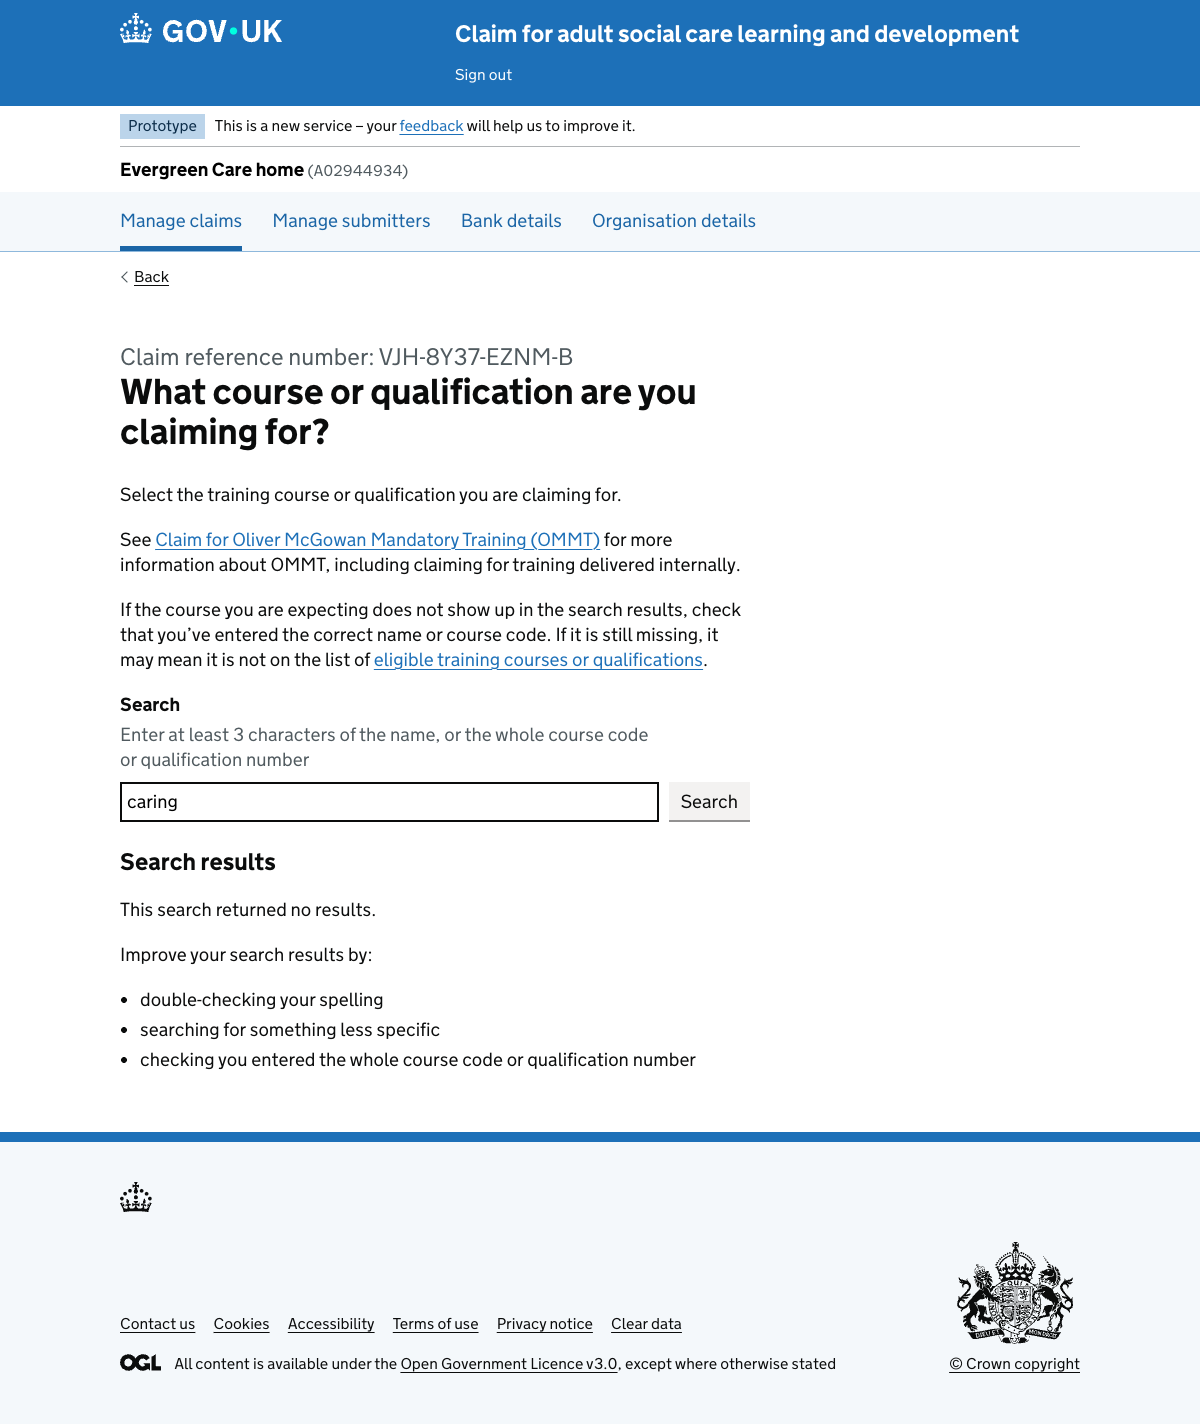 GOV·UK
Claim for adult social care learning and development
Sign out
Prototype This is a new service – your feedback will help us to improve it.
Evergreen Care home (A02944934)
Manage claims Manage submitters Bank details Organisation details
Back
Claim reference number: VJH-8Y37-EZNM-B
What course or qualification are you
claiming for?
Select the training course or qualification you are claiming for.
See Claim for Oliver McGowan Mandatory Training (OMMT) for more
information about OMMT, including claiming for training delivered internally.
If the course you are expecting does not show up in the search results, check
that you’ve entered the correct name or course code. If it is still missing, it
may mean it is not on the list of eligible training courses or qualifications.
Search
Enter at least 3 characters of the name, or the whole course code
or qualification number
caring Search
Search results
This search returned no results.
Improve your search results by:
• double-checking your spelling
• searching for something less specific
• checking you entered the whole course code or qualification number
Contact us Cookies Accessibility Terms of use Privacy notice Clear data
OGL All content is available under the Open Government Licence v3.0, except where otherwise stated
© Crown copyright